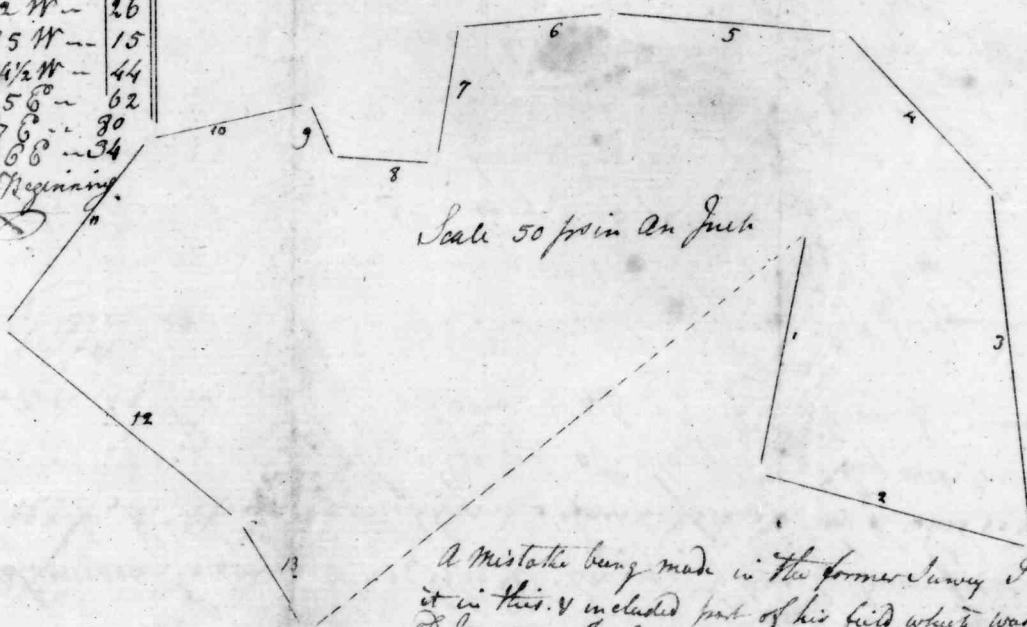 2 W - 26
5 W -- 15
4½ W - 44
5 E - 62
7 E - 80
6 E - 34
Beginning
6
5
7
4
10
9
8
11
Scale 50 prs in An Inch
1
3
12
2
13
A mistake being made in the former Survey I
it in this. & included part of his field which was